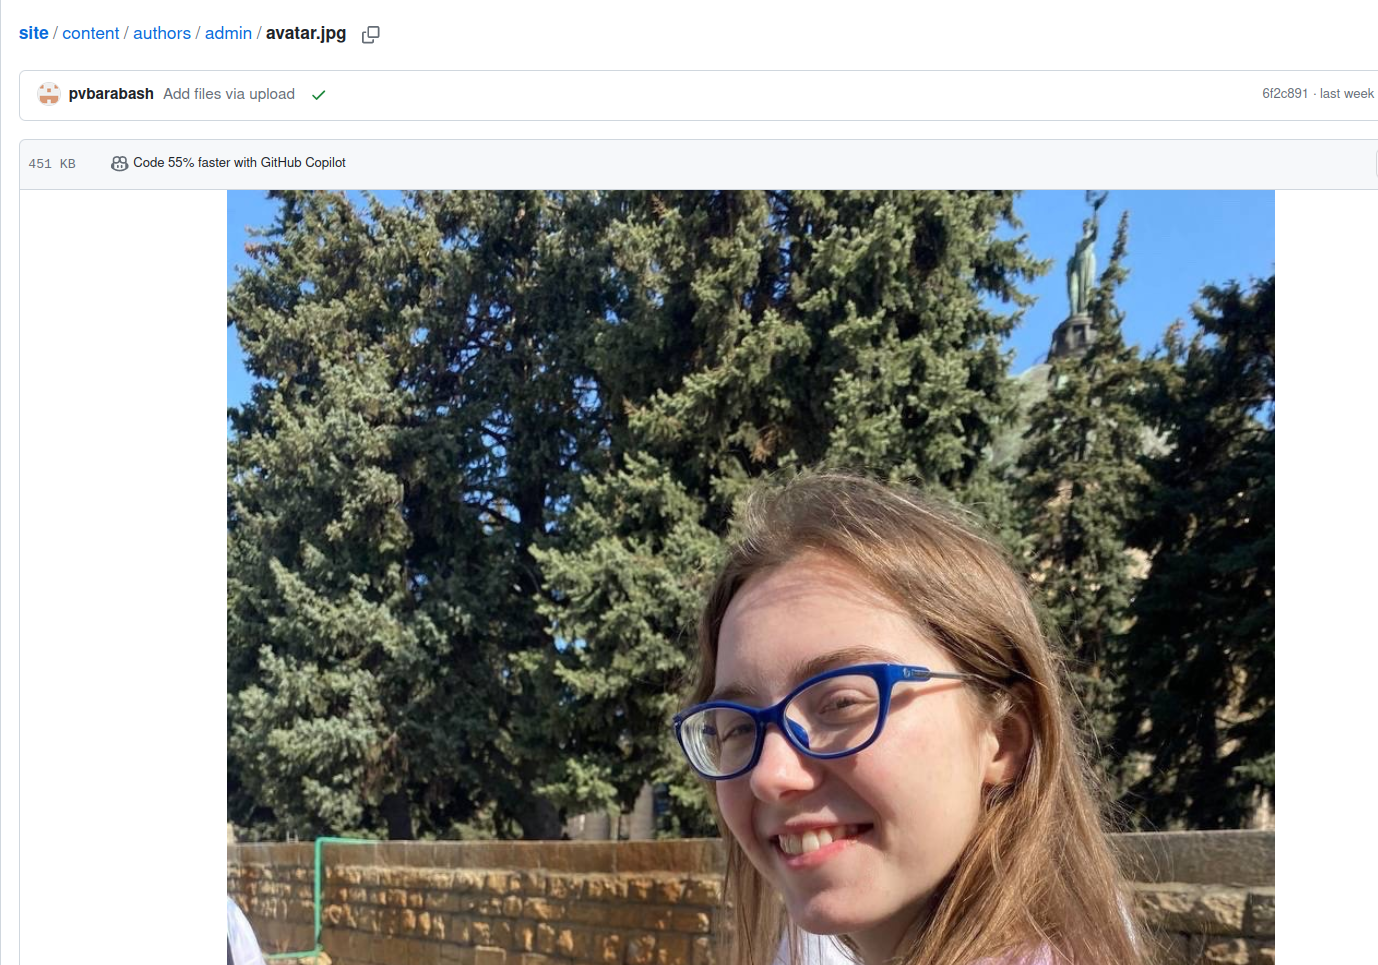 site / content / authors / admin / avatar.jpg
pvbarabash Add files via upload 6f2c891 · last week
451 KB Code 55% faster with GitHub Copilot